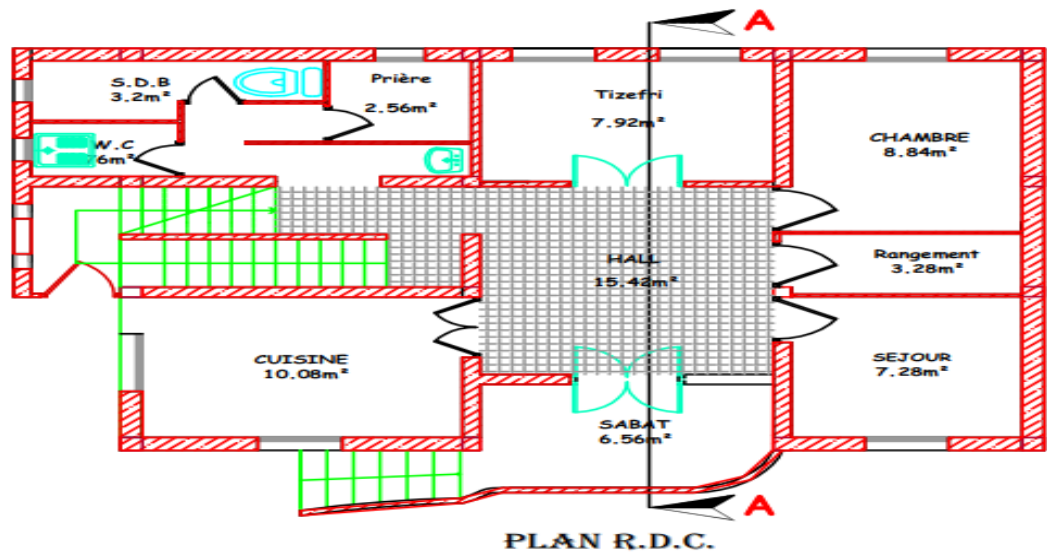 A
S.D.B
3.2m²
Prière
2.56m²
Tizefri
7.92m²
CHAMBRE
8.84m²
W.C
76m²
HALL
15.42m²
Rangement
3.28m²
CUISINE
10.08m²
SEJOUR
7.28m²
SABAT
6.56m²
A
PLAN R.D.C.